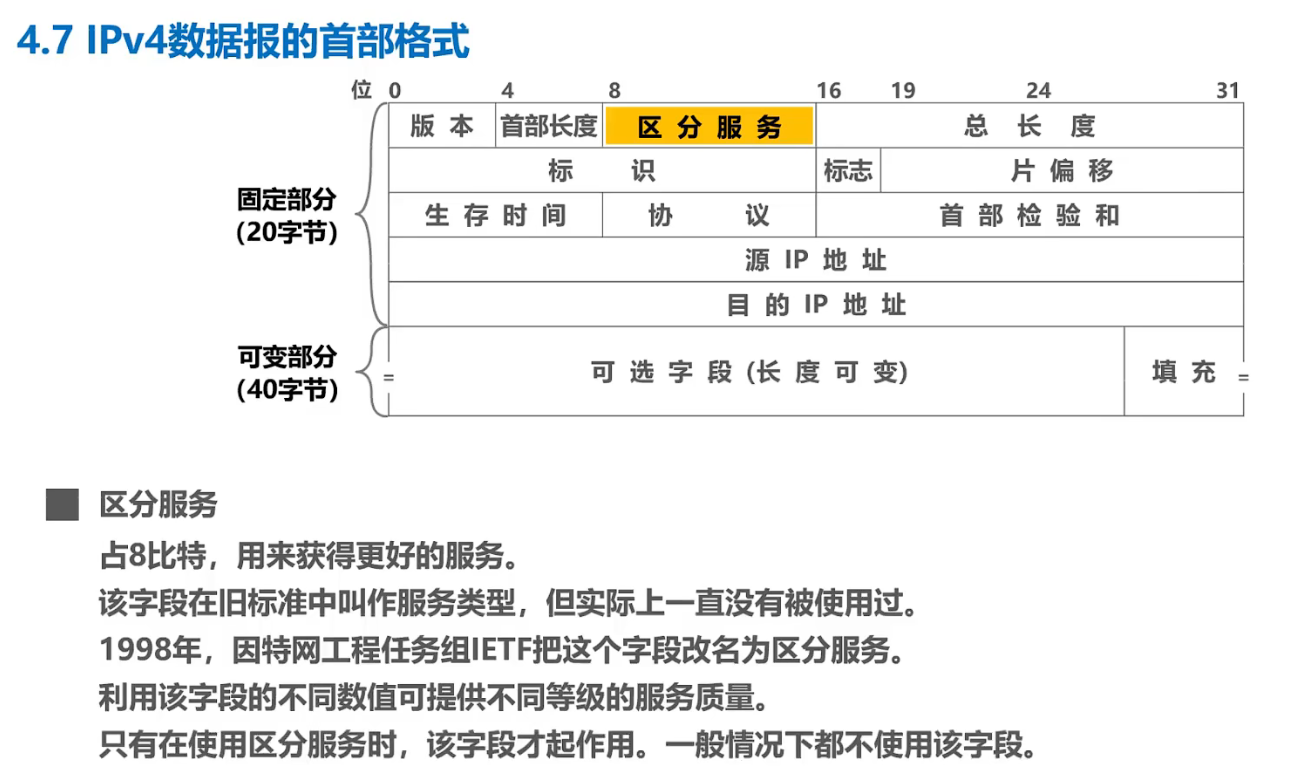 4.7 IPv4数据报的首部格式
位 0 4 8 16 19 24 31
版 本 首部长度 区 分 服 务 总 长 度
标 识 标志 片 偏 移
固定部分
(20字节)
生 存 时 间 协 议 首 部 检 验 和
源 IP 地 址
目 的 IP 地 址
可变部分
(40字节)
= 可 选 字 段 (长 度 可 变) 填 充 =
区分服务
占8比特，用来获得更好的服务。
该字段在旧标准中叫作服务类型，但实际上一直没有被使用过。
1998年，因特网工程任务组IETF把这个字段改名为区分服务。
利用该字段的不同数值可提供不同等级的服务质量。
只有在使用区分服务时，该字段才起作用。一般情况下都不使用该字段。